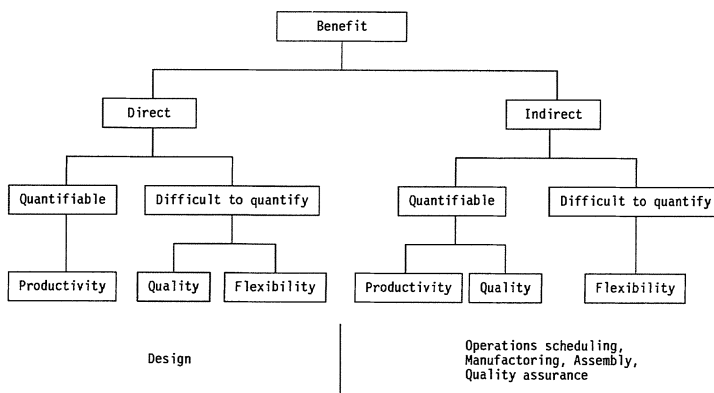 Benefit
Direct
Indirect
Quantifiable
Difficult to quantify
Quantifiable
Difficult to quantify
Productivity
Quality
Flexibility
Productivity
Quality
Flexibility
Design
Operations scheduling,
Manufactoring, Assembly,
Quality assurance